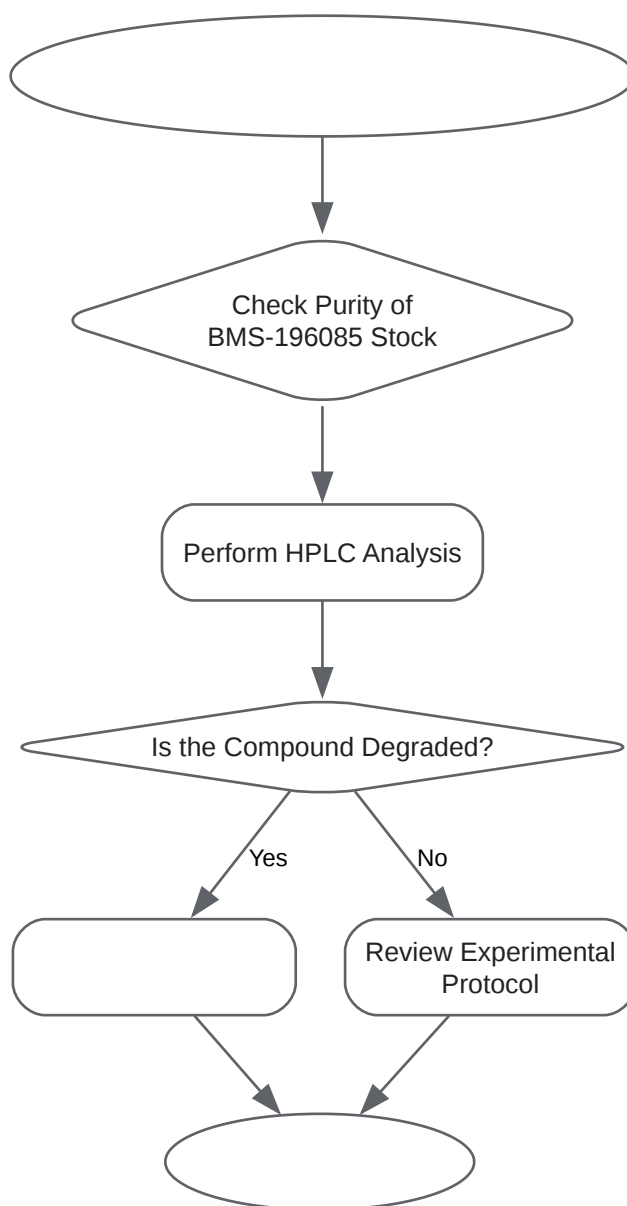 Check Purity of
BMS-196085 Stock
Perform HPLC Analysis
Is the Compound Degraded?
Yes
No
Review Experimental
Protocol